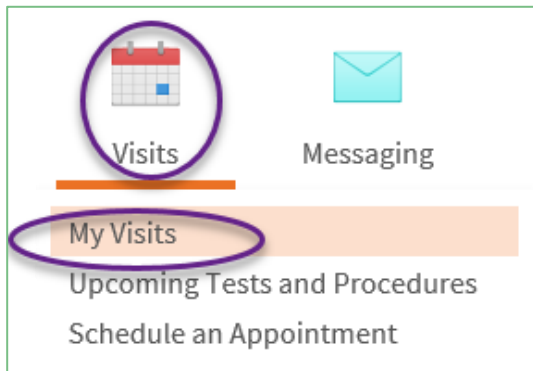 Visits Messaging
My Visits
Upcoming Tests and Procedures
Schedule an Appointment